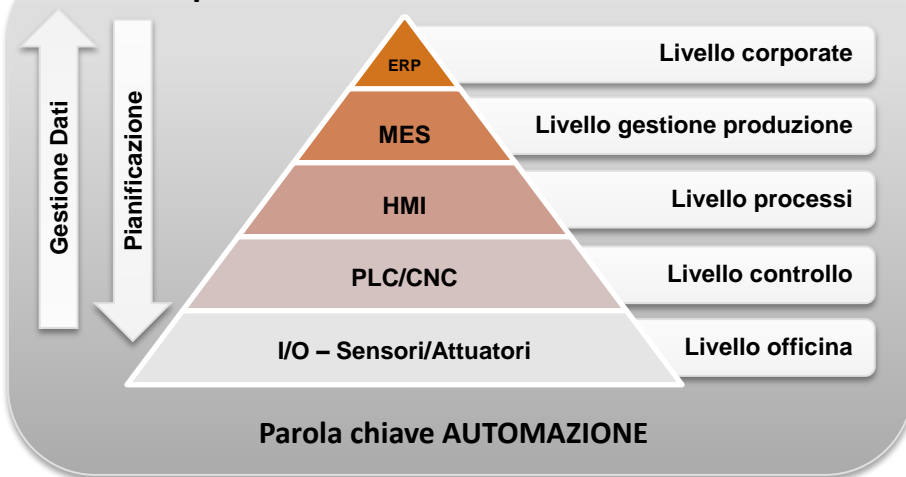 Gestione Dati
Pianificazione
ERP
Livello corporate
MES
Livello gestione produzione
HMI
Livello processi
PLC/CNC
Livello controllo
I/O – Sensori/Attuatori
Livello officina
Parola chiave AUTOMAZIONE